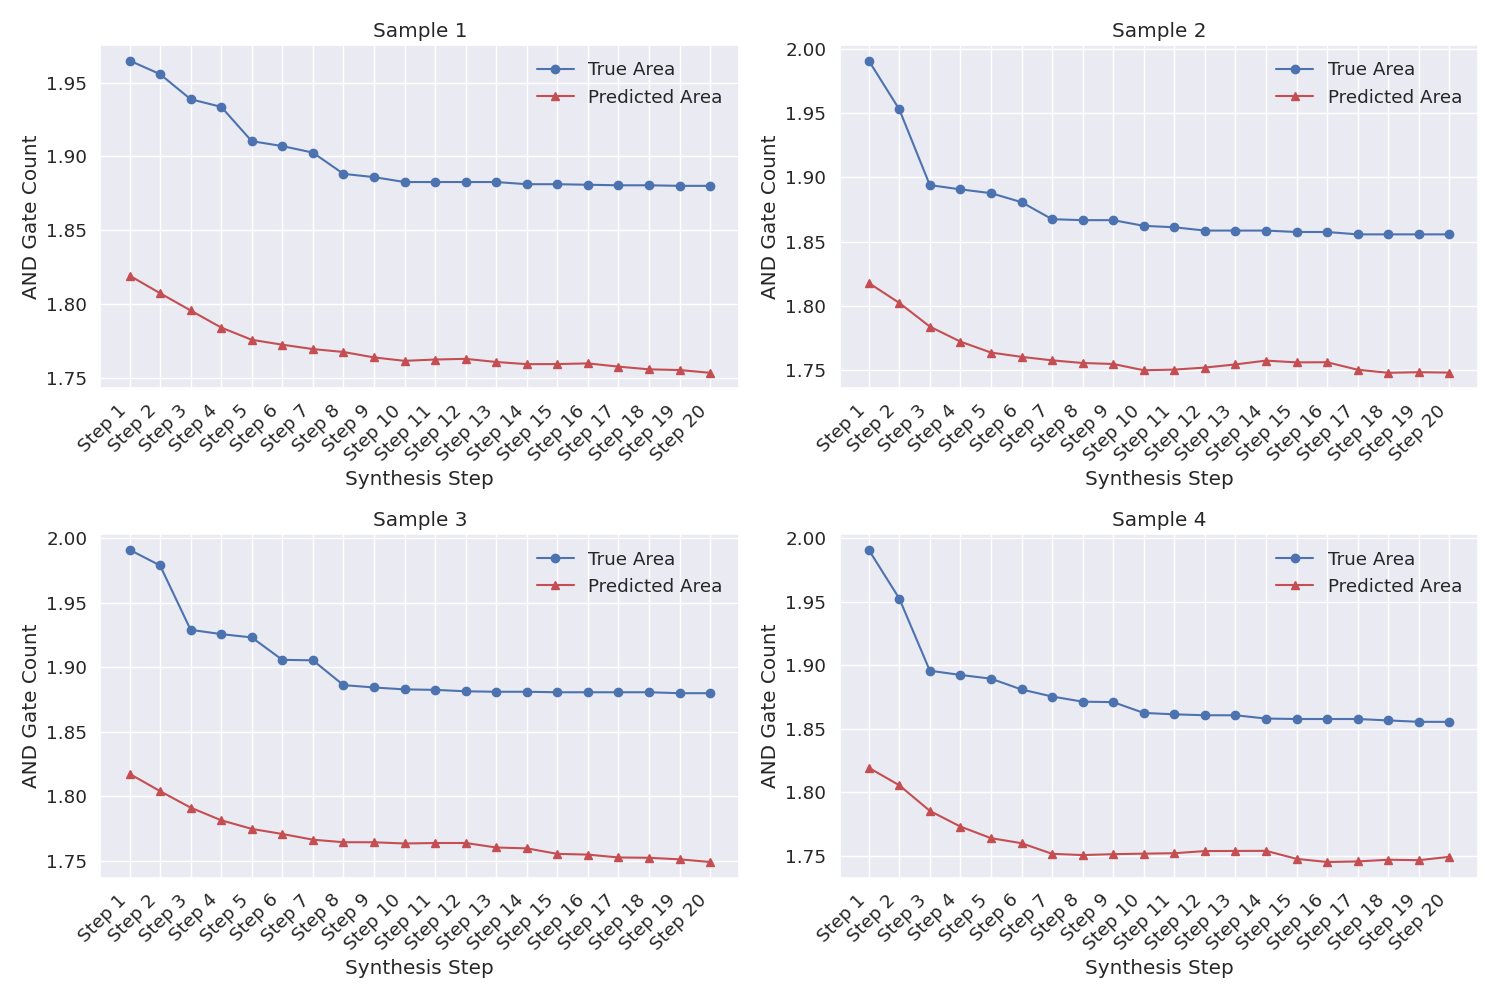 Sample 1
True Area
Predicted Area
1.95
1.90
1.85
1.80
1.75
AND Gate Count
Step 1
Step 2
Step 3
Step 4
Step 5
Step 6
Step 7
Step 8
Step 9
Step 10
Step 11
Step 12
Step 13
Step 14
Step 15
Step 16
Step 17
Step 18
Step 19
Step 20
Synthesis Step
Sample 2
True Area
Predicted Area
2.00
1.95
1.90
1.85
1.80
1.75
AND Gate Count
Step 1
Step 2
Step 3
Step 4
Step 5
Step 6
Step 7
Step 8
Step 9
Step 10
Step 11
Step 12
Step 13
Step 14
Step 15
Step 16
Step 17
Step 18
Step 19
Step 20
Synthesis Step
Sample 3
True Area
Predicted Area
2.00
1.95
1.90
1.85
1.80
1.75
AND Gate Count
Step 1
Step 2
Step 3
Step 4
Step 5
Step 6
Step 7
Step 8
Step 9
Step 10
Step 11
Step 12
Step 13
Step 14
Step 15
Step 16
Step 17
Step 18
Step 19
Step 20
Synthesis Step
Sample 4
True Area
Predicted Area
2.00
1.95
1.90
1.85
1.80
1.75
AND Gate Count
Step 1
Step 2
Step 3
Step 4
Step 5
Step 6
Step 7
Step 8
Step 9
Step 10
Step 11
Step 12
Step 13
Step 14
Step 15
Step 16
Step 17
Step 18
Step 19
Step 20
Synthesis Step